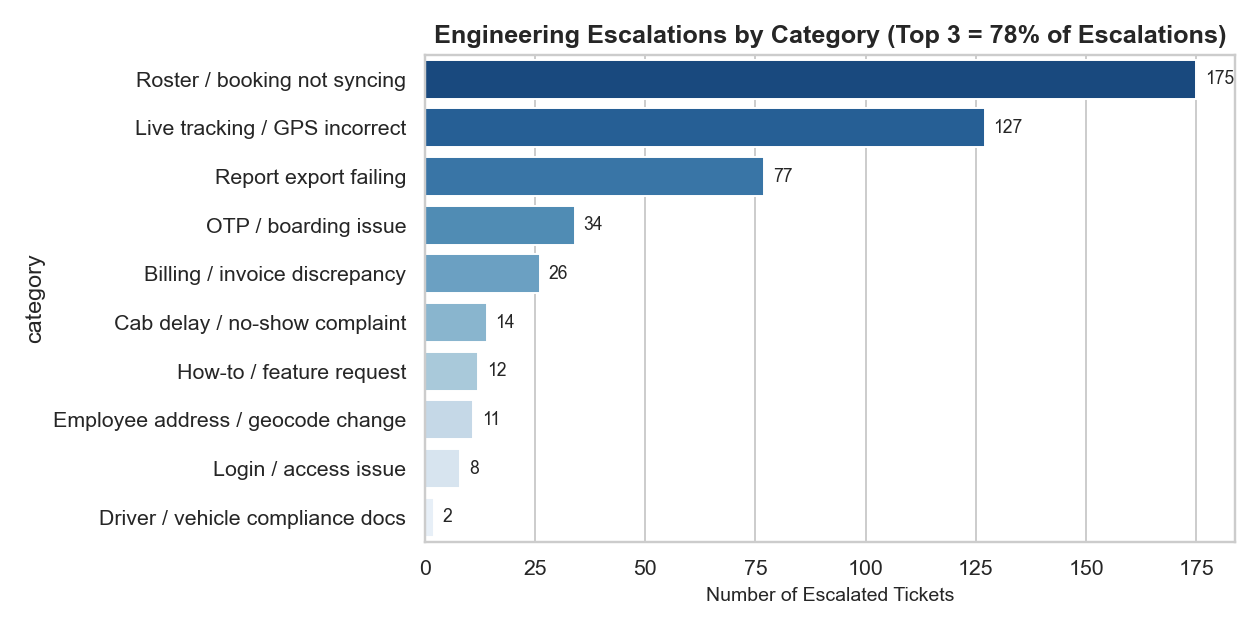 Engineering Escalations by Category (Top 3 = 78% of Escalations)
Roster / booking not syncing 175
Live tracking / GPS incorrect 127
Report export failing 77
OTP / boarding issue 34
Billing / invoice discrepancy 26
Cab delay / no-show complaint 14
How-to / feature request 12
Employee address / geocode change 11
Login / access issue 8
Driver / vehicle compliance docs 2
category
0 25 50 75 100 125 150 175
Number of Escalated Tickets